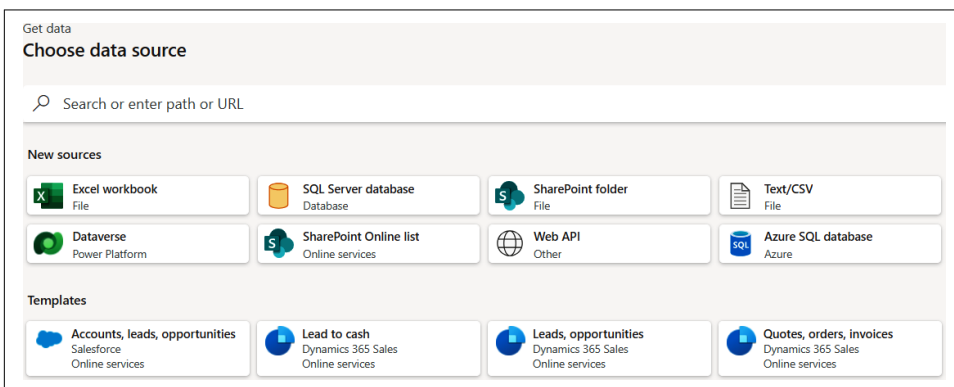 Get data
Choose data source
Search or enter path or URL
New sources
Excel workbook
File
SQL Server database
Database
SharePoint folder
File
Text/CSV
File
Dataverse
Power Platform
SharePoint Online list
Online services
Web API
Other
SQL
Azure SQL database
Azure
Templates
Accounts, leads, opportunities
Salesforce
Online services
Lead to cash
Dynamics 365 Sales
Online services
Leads, opportunities
Dynamics 365 Sales
Online services
Quotes, orders, invoices
Dynamics 365 Sales
Online services